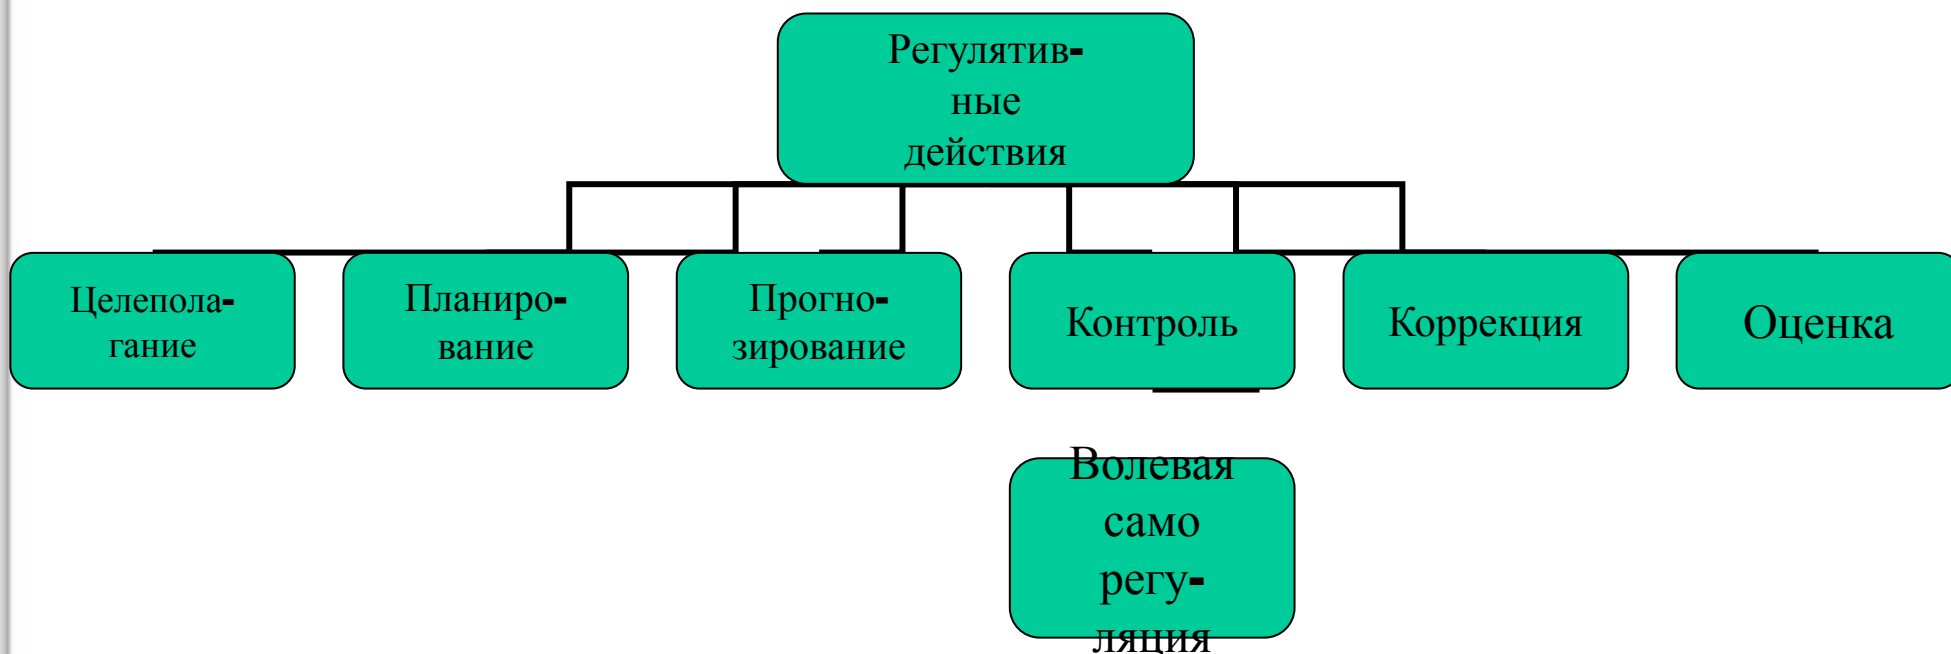 Регулятив-
ные
действия
Целепола-
гание
Планиро-
вание
Прогно-
зирование
Контроль
Коррекция
Оценка
Волевая
само
регу-
ляция